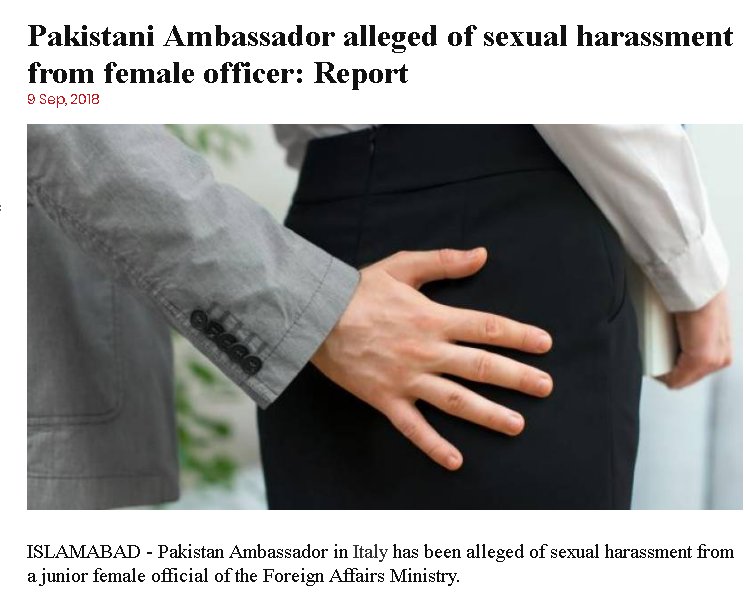 Pakistani Ambassador alleged of sexual harassment
from female officer: Report
9 Sep, 2018
ISLAMABAD - Pakistan Ambassador in Italy has been alleged of sexual harassment from
a junior female official of the Foreign Affairs Ministry.